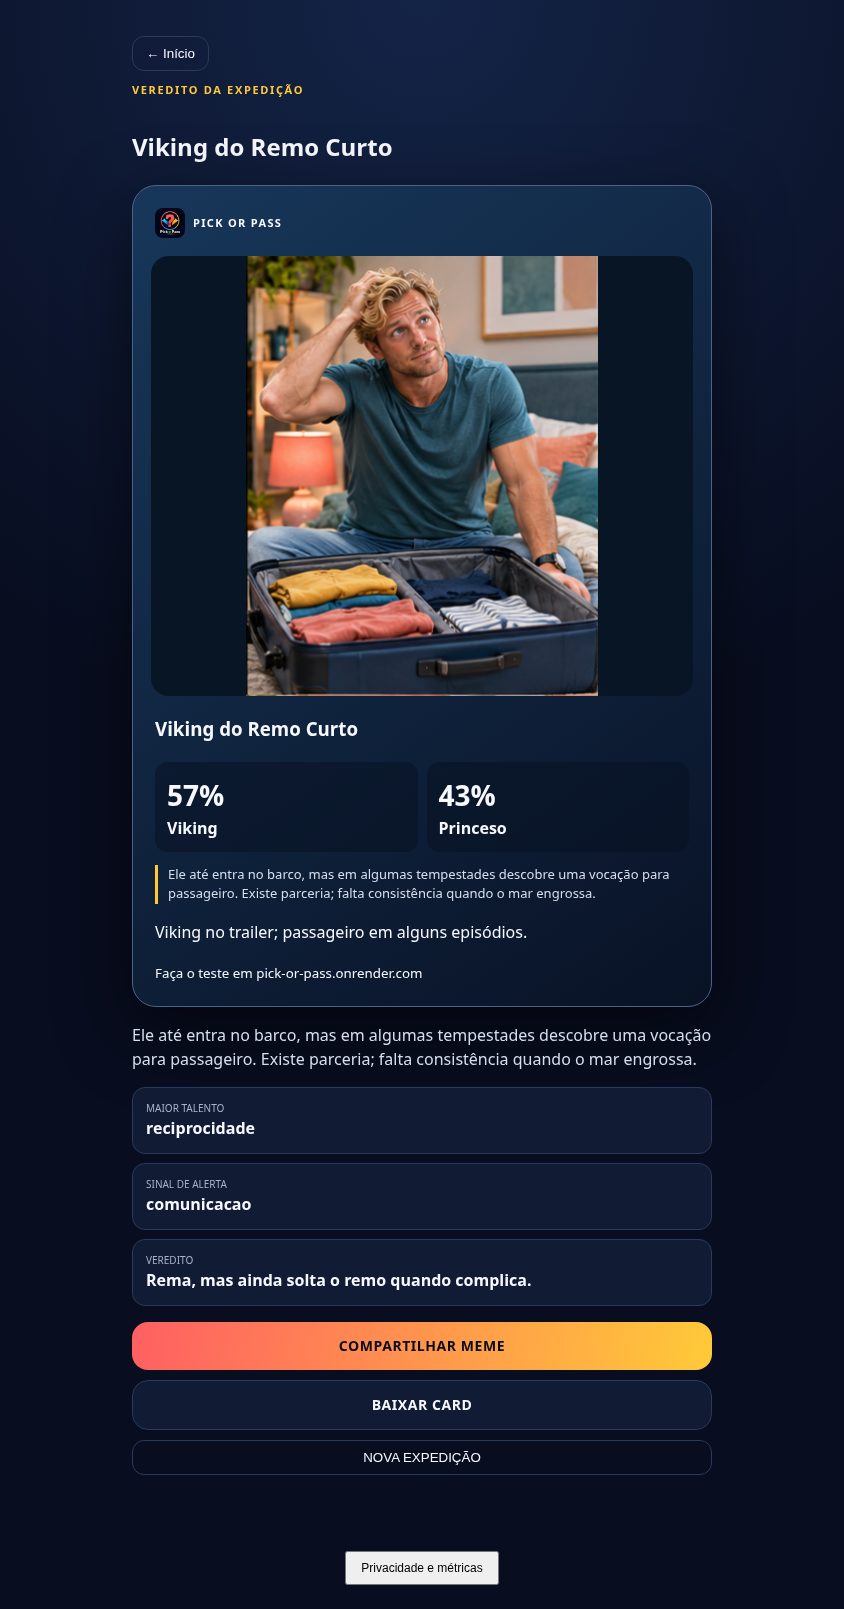 ← Início
VEREDITO DA EXPEDIÇÃO
Viking do Remo Curto
PICK OR PASS
Viking do Remo Curto
57%
Viking
43%
Princeso
Ele até entra no barco, mas em algumas tempestades descobre uma vocação para
passageiro. Existe parceria; falta consistência quando o mar engrossa.
Viking no trailer; passageiro em alguns episódios.
Faça o teste em pick-or-pass.onrender.com
Ele até entra no barco, mas em algumas tempestades descobre uma vocação
para passageiro. Existe parceria; falta consistência quando o mar engrossa.
MAIOR TALENTO
reciprocidade
SINAL DE ALERTA
comunicacao
VEREDITO
Rema, mas ainda solta o remo quando complica.
COMPARTILHAR MEME
BAIXAR CARD
NOVA EXPEDIÇÃO
Privacidade e métricas